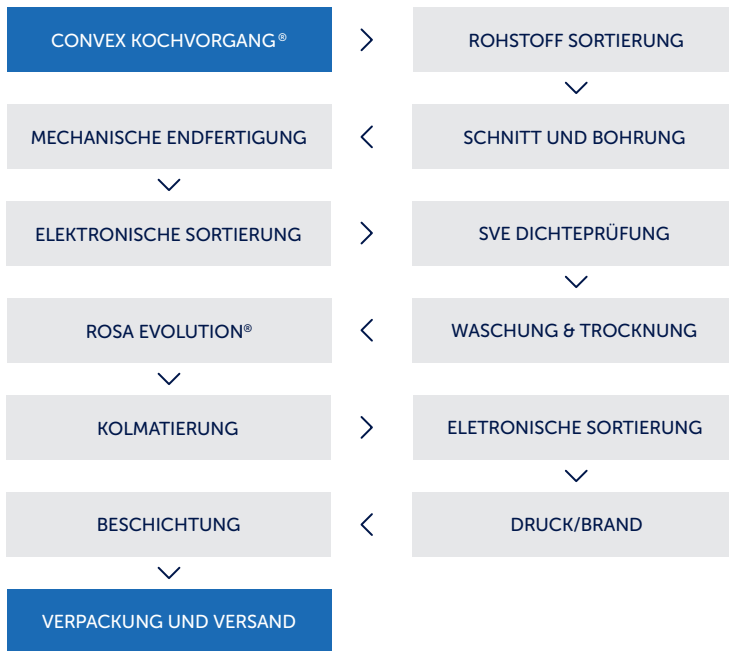 CONVEX KOCHVORGANG®
ROHSTOFF SORTIERUNG
SCHNITT UND BOHRUNG
MECHANISCHE ENDFERTIGUNG
ELEKTRONISCHE SORTIERUNG
SVE DICHTEPRÜFUNG
WASCHUNG & TROCKNUNG
ROSA EVOLUTION®
KOLMATIERUNG
ELETRONISCHE SORTIERUNG
DRUCK/BRAND
BESCHICHTUNG
VERPACKUNG UND VERSAND